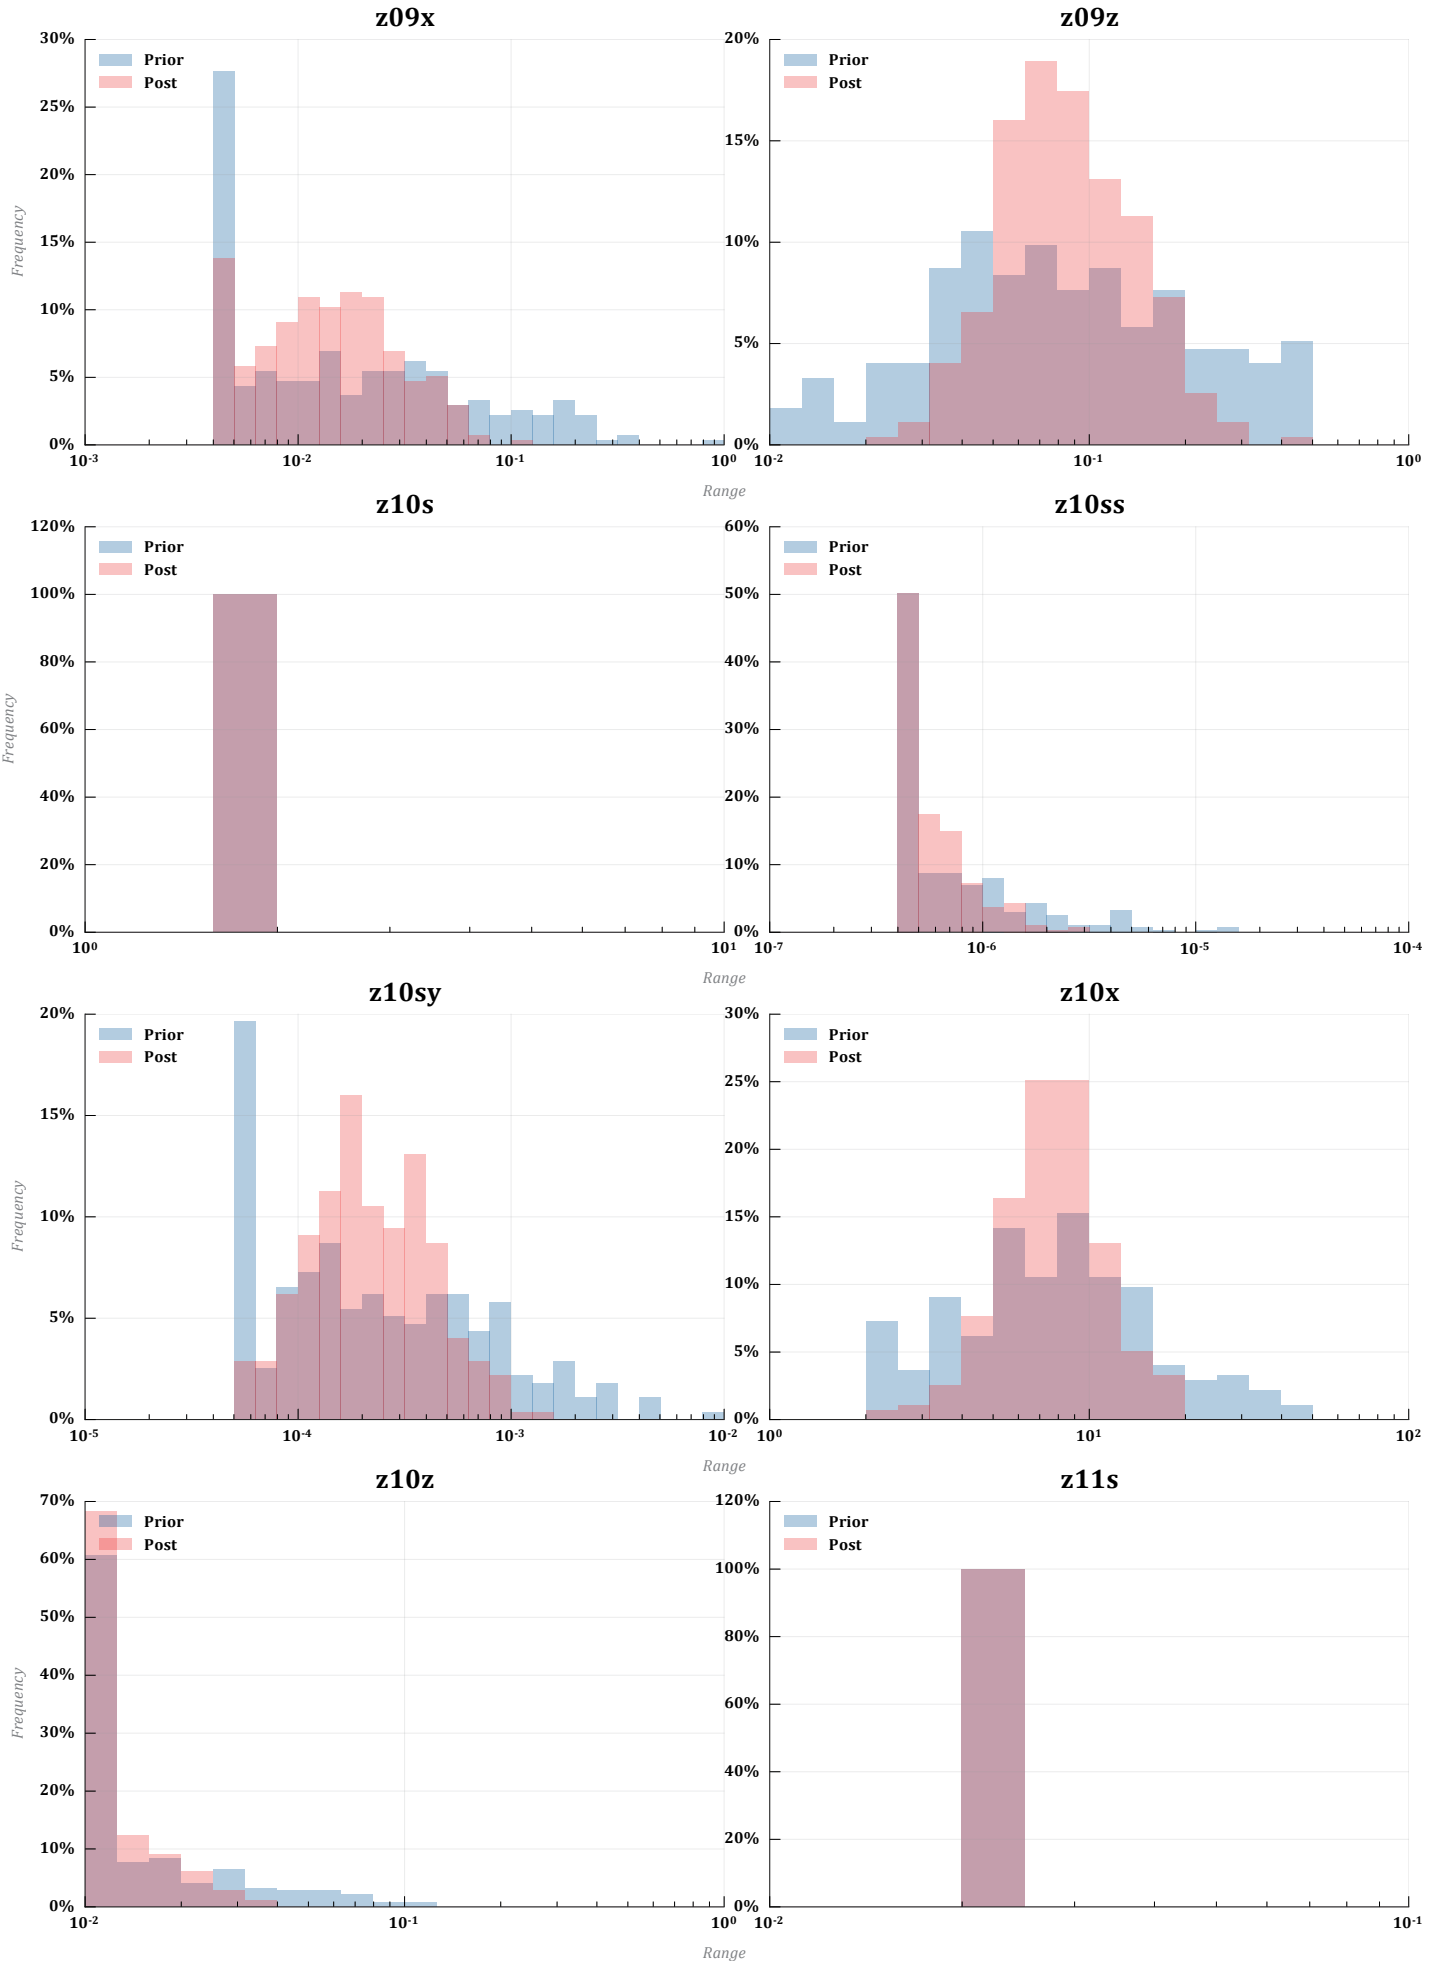 z09x
30%
25%
20%
15%
10%
5%
0%
Frequency
Prior
Post
10-3
10-2
10-1
100
z09z
20%
15%
10%
5%
0%
Prior
Post
10-2
10-1
100
Range
z10s
120%
100%
80%
60%
40%
20%
0%
Frequency
Prior
Post
100
101
z10ss
60%
50%
40%
30%
20%
10%
0%
Prior
Post
10-7
10-6
10-5
10-4
Range
z10sy
20%
15%
10%
5%
0%
Frequency
Prior
Post
10-5
10-4
10-3
10-2
z10x
30%
25%
20%
15%
10%
5%
0%
Prior
Post
100
101
102
Range
z10z
70%
60%
50%
40%
30%
20%
10%
0%
Frequency
Prior
Post
10-2
10-1
100
z11s
120%
100%
80%
60%
40%
20%
0%
Prior
Post
10-2
10-1
Range